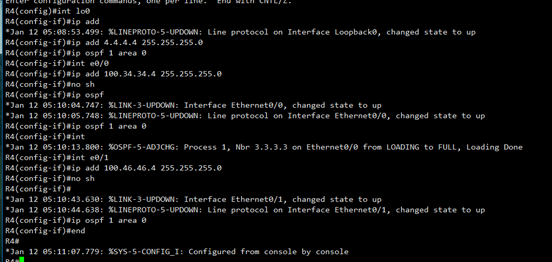 Enter configuration commands, one per line.  End with CNTL/Z.
R4(config)#int lo0
R4(config-if)#ip add
*Jan 12 05:08:53.499: %LINEPROTO-5-UPDOWN: Line protocol on Interface Loopback0, changed state to up
R4(config-if)#ip add 4.4.4.4 255.255.255.0
R4(config-if)#ip ospf 1 area 0
R4(config-if)#int e0/0
R4(config-if)#ip add 100.34.34.4 255.255.255.0
R4(config-if)#no sh
R4(config-if)#ip ospf
*Jan 12 05:10:04.747: %LINK-3-UPDOWN: Interface Ethernet0/0, changed state to up
*Jan 12 05:10:05.748: %LINEPROTO-5-UPDOWN: Line protocol on Interface Ethernet0/0, changed state to up
R4(config-if)#ip ospf 1 area 0
R4(config-if)#int
*Jan 12 05:10:13.800: %OSPF-5-ADJCHG: Process 1, Nbr 3.3.3.3 on Ethernet0/0 from LOADING to FULL, Loading Done
R4(config-if)#int e0/1
R4(config-if)#ip add 100.46.46.4 255.255.255.0
R4(config-if)#no sh
R4(config-if)#
*Jan 12 05:10:43.630: %LINK-3-UPDOWN: Interface Ethernet0/1, changed state to up
*Jan 12 05:10:44.638: %LINEPROTO-5-UPDOWN: Line protocol on Interface Ethernet0/1, changed state to up
R4(config-if)#ip ospf 1 area 0
R4(config-if)#end
R4#
*Jan 12 05:11:07.779: %SYS-5-CONFIG_I: Configured from console by console
R4#